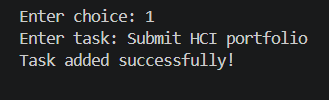 Enter choice: 1
Enter task: Submit HCI portfolio
Task added successfully!